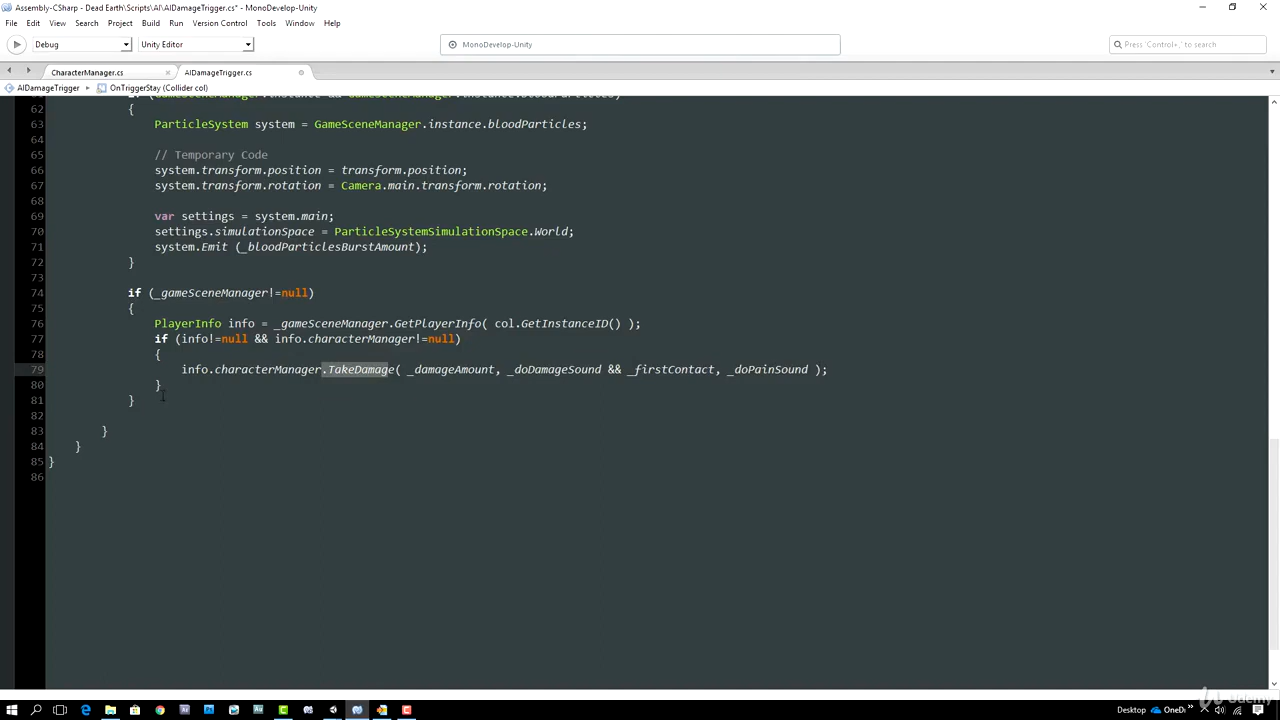 Assembly-CSharp - Dead Earth\Scripts\AI\AIDamageTrigger.cs* - MonoDevelop-Unity
File Edit View Search Project Build Run Version Control Tools Window Help
Debug Unity Editor MonoDevelop-Unity Press 'Control+,' to search
CharacterManager.cs AIDamageTrigger.cs
AIDamageTrigger OnTriggerStay (Collider col)
62 {
63 ParticleSystem system = GameSceneManager.instance.bloodParticles;
64
65 // Temporary Code
66 system.transform.position = transform.position;
67 system.transform.rotation = Camera.main.transform.rotation;
68
69 var settings = system.main;
70 settings.simulationSpace = ParticleSystemSimulationSpace.World;
71 system.Emit (_bloodParticlesBurstAmount);
72 }
73
74 if (_gameSceneManager!=null)
75 {
76 PlayerInfo info = _gameSceneManager.GetPlayerInfo( col.GetInstanceID() );
77 if (info!=null && info.characterManager!=null)
78 {
79 info.characterManager.TakeDamage( _damageAmount, _doDamageSound && _firstContact, _doPainSound );
80 }
81 }
82
83 }
84 }
85 }
86
Udemy
Desktop OneDr